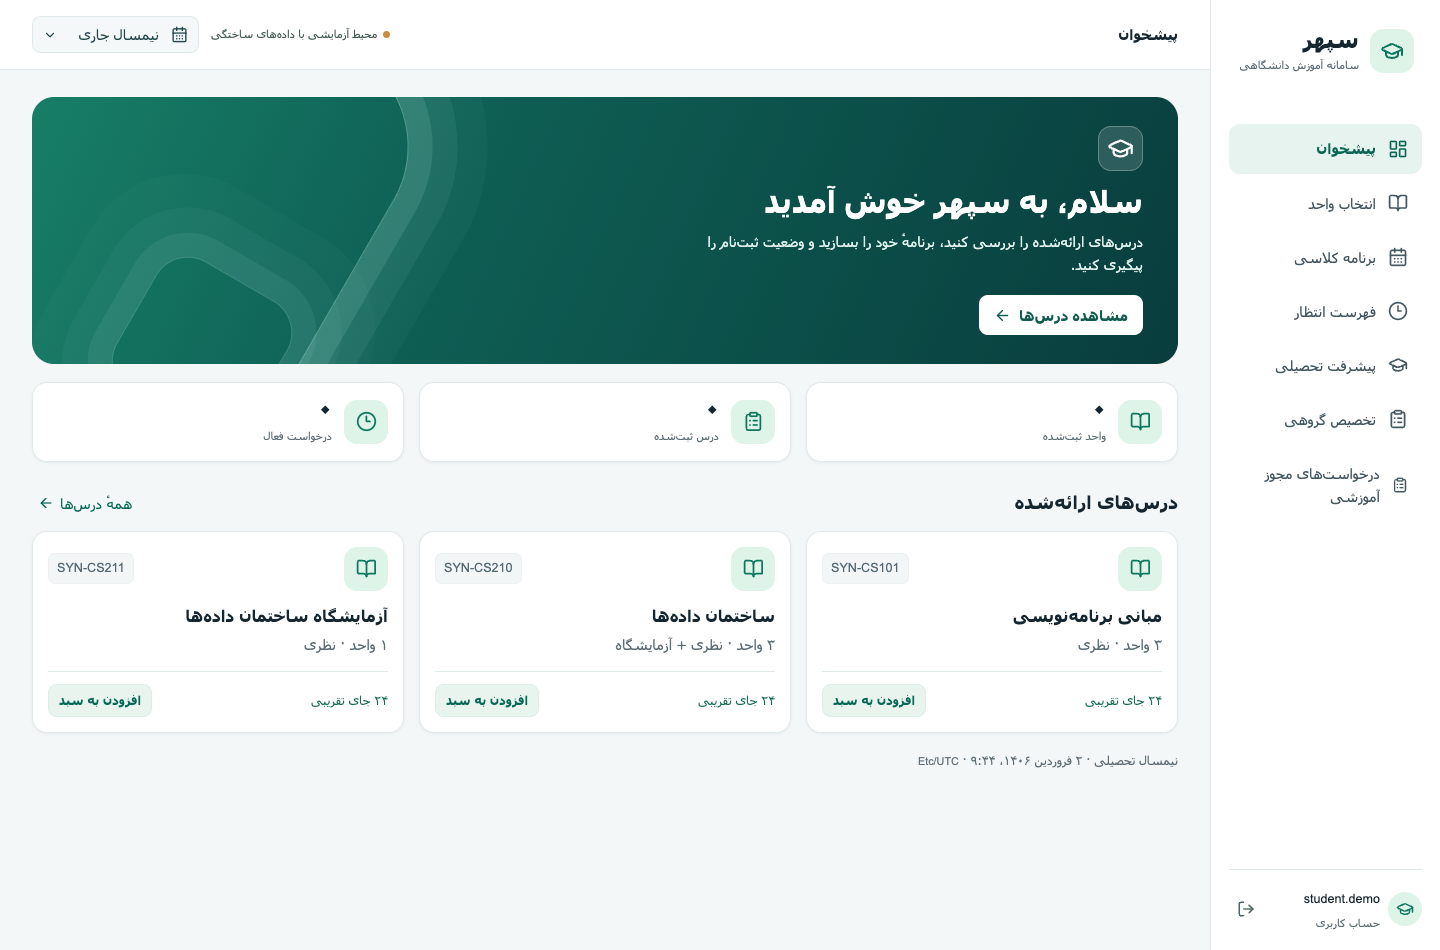 سپهر
سامانه آموزش دانشگاهی
پیشخوان
انتخاب واحد
برنامه کلاسی
فهرست انتظار
پیشرفت تحصیلی
تخصیص گروهی
درخواست‌های مجوز
آموزشی
student.demo
حساب کاربری
پیشخوان
محیط آزمایشی با داده‌های ساختگی
نیمسال جاری
سلام، به سپهر خوش آمدید
درس‌های ارائه‌شده را بررسی کنید، برنامهٔ خود را بسازید و وضعیت ثبت‌نام را
پیگیری کنید.
مشاهده درس‌ها
۰
واحد ثبت‌شده
۰
درس ثبت‌شده
۰
درخواست فعال
درس‌های ارائه‌شده
همهٔ درس‌ها
SYN-CS101
مبانی برنامه‌نویسی
۳ واحد · نظری
۲۴ جای تقریبی
افزودن به سبد
SYN-CS210
ساختمان داده‌ها
۳ واحد · نظری + آزمایشگاه
۲۴ جای تقریبی
افزودن به سبد
SYN-CS211
آزمایشگاه ساختمان داده‌ها
۱ واحد · نظری
۲۴ جای تقریبی
افزودن به سبد
نیمسال تحصیلی · ۲ فروردین ۱۴۰۶، ۹:۴۴ · Etc/UTC